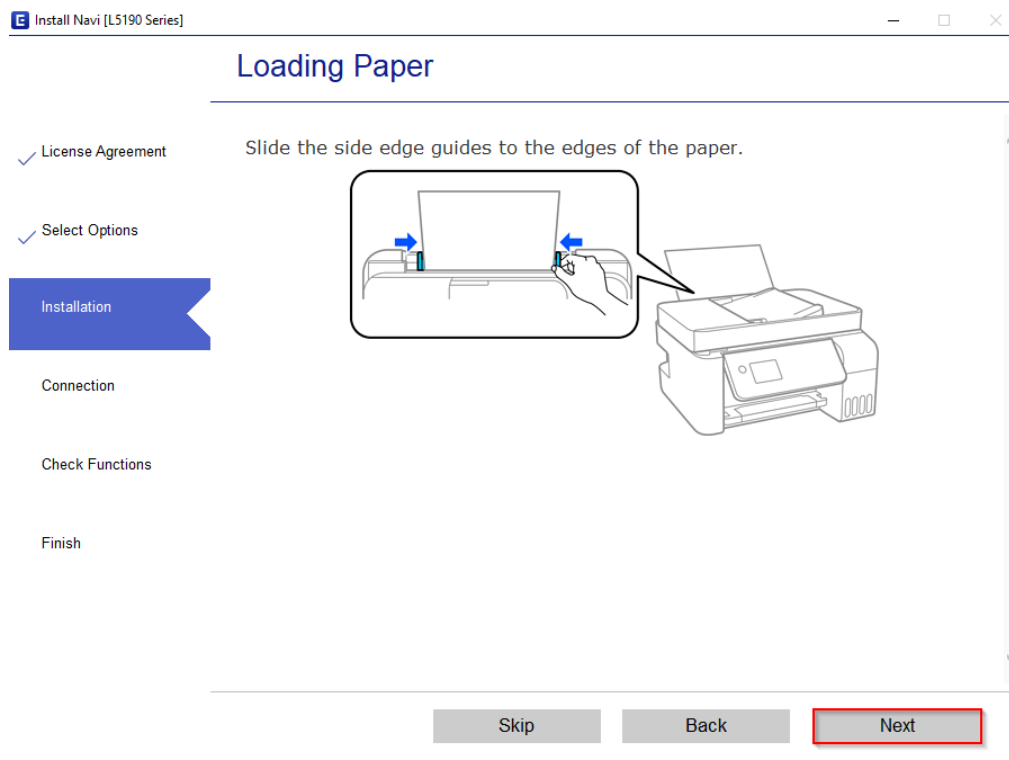 E Install Navi [L5190 Series]
Loading Paper
License Agreement
Select Options
Installation
Connection
Check Functions
Finish
Slide the side edge guides to the edges of the paper.
Skip Back Next